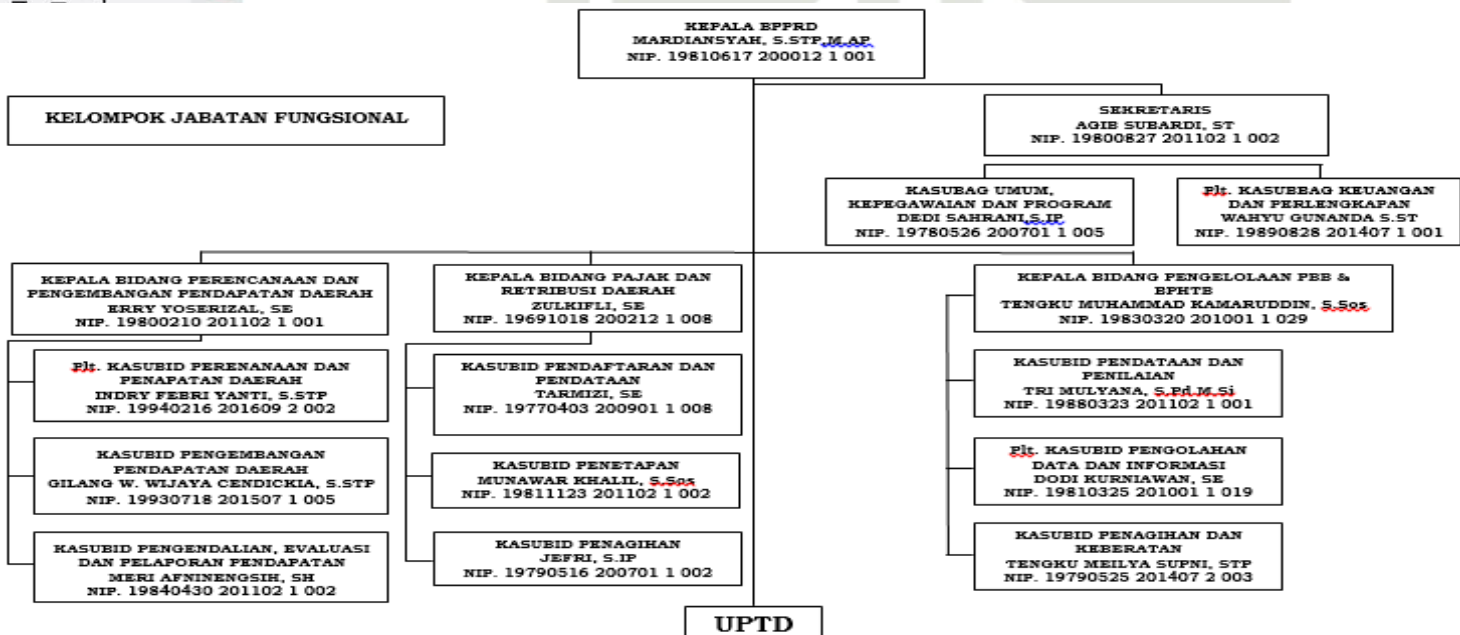 KEPALA BPPRD
MARDIANSYAH, S.STP,M.AP
NIP. 19810617 200012 1 001
KELOMPOK JABATAN FUNGSIONAL
SEKRETARIS
AGIB SUBARDI, ST
NIP. 19800827 201102 1 002
KASUBAG UMUM,
KEPEGAWAIAN DAN PROGRAM
DEDI SAHRANI,S.IP
NIP. 19780526 200701 1 005
Plt. KASUBBAG KEUANGAN
DAN PERLENGKAPAN
WAHYU GUNANDA S.ST
NIP. 19890828 201407 1 001
KEPALA BIDANG PERENCANAAN DAN
PENGEMBANGAN PENDAPATAN DAERAH
ERRY YOSERIZAL, SE
NIP. 19800210 201102 1 001
Plt. KASUBID PERENANAAN DAN
PENAPATAN DAERAH
INDRY FEBRI YANTI, S.STP
NIP. 19940216 201609 2 002
KASUBID PENGEMBANGAN
PENDAPATAN DAERAH
GILANG W. WIJAYA CENDICKIA, S.STP
NIP. 19930718 201507 1 005
KASUBID PENGENDALIAN, EVALUASI
DAN PELAPORAN PENDAPATAN
MERI AFNINENGSIH, SH
NIP. 19840430 201102 1 002
KEPALA BIDANG PAJAK DAN
RETRIBUSI DAERAH
ZULKIFLI, SE
NIP. 19691018 200212 1 008
KASUBID PENDAFTARAN DAN
PENDATAAN
TARMIZI, SE
NIP. 19770403 200901 1 008
KASUBID PENETAPAN
MUNAWAR KHALIL, S.Sos
NIP. 19811123 201102 1 002
KASUBID PENAGIHAN
JEFRI, S.IP
NIP. 19790516 200701 1 002
KEPALA BIDANG PENGELOLAAN PBB &
BPHTB
TENGKU MUHAMMAD KAMARUDDIN, S.Sos
NIP. 19830320 201001 1 029
KASUBID PENDATAAN DAN
PENILAIAN
TRI MULYANA, S.Pd.M.Si
NIP. 19880323 201102 1 001
Plt. KASUBID PENGOLAHAN
DATA DAN INFORMASI
DODI KURNIAWAN, SE
NIP. 19810325 201001 1 019
KASUBID PENAGIHAN DAN
KEBERATAN
TENGKU MEILYA SUPNI, STP
NIP. 19790525 201407 2 003
UPTD